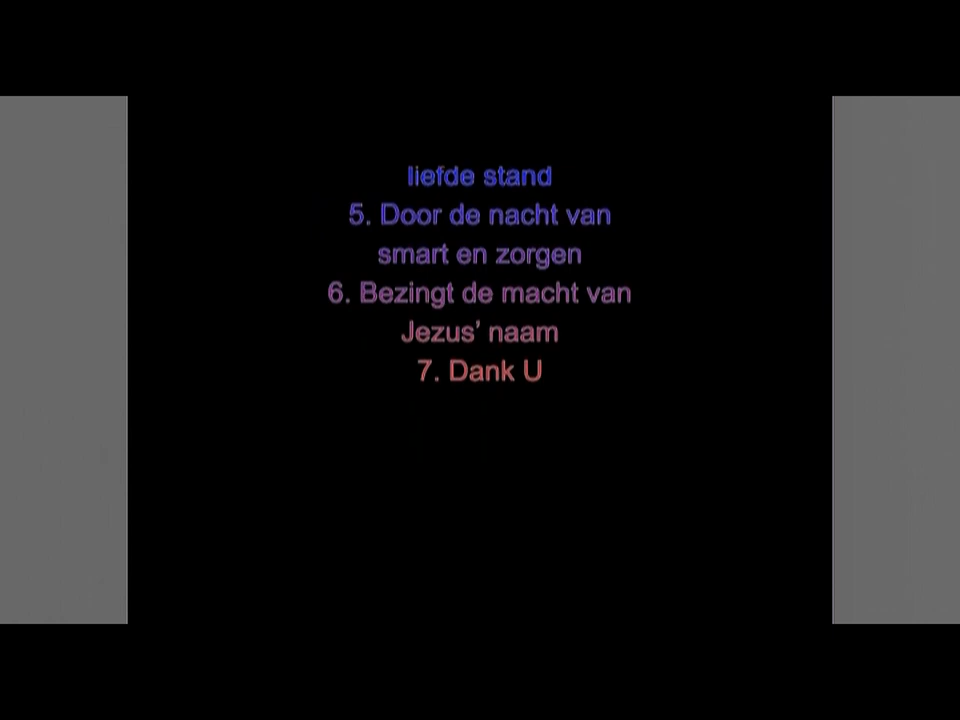 liefde stand
5. Door de nacht van
smart en zorgen
6. Bezingt de macht van
Jezus’ naam
7. Dank U